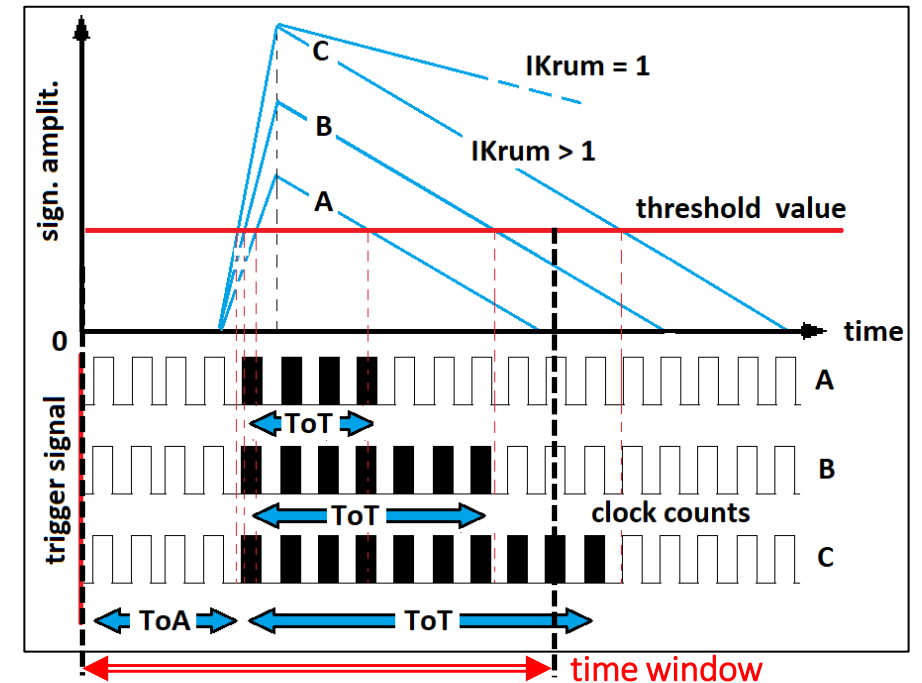 sign. amplit.
C
IKrum = 1
B
IKrum > 1
A
threshold value
0
time
trigger signal
A
ToT
B
ToT
clock counts
C
ToA
ToT
time window